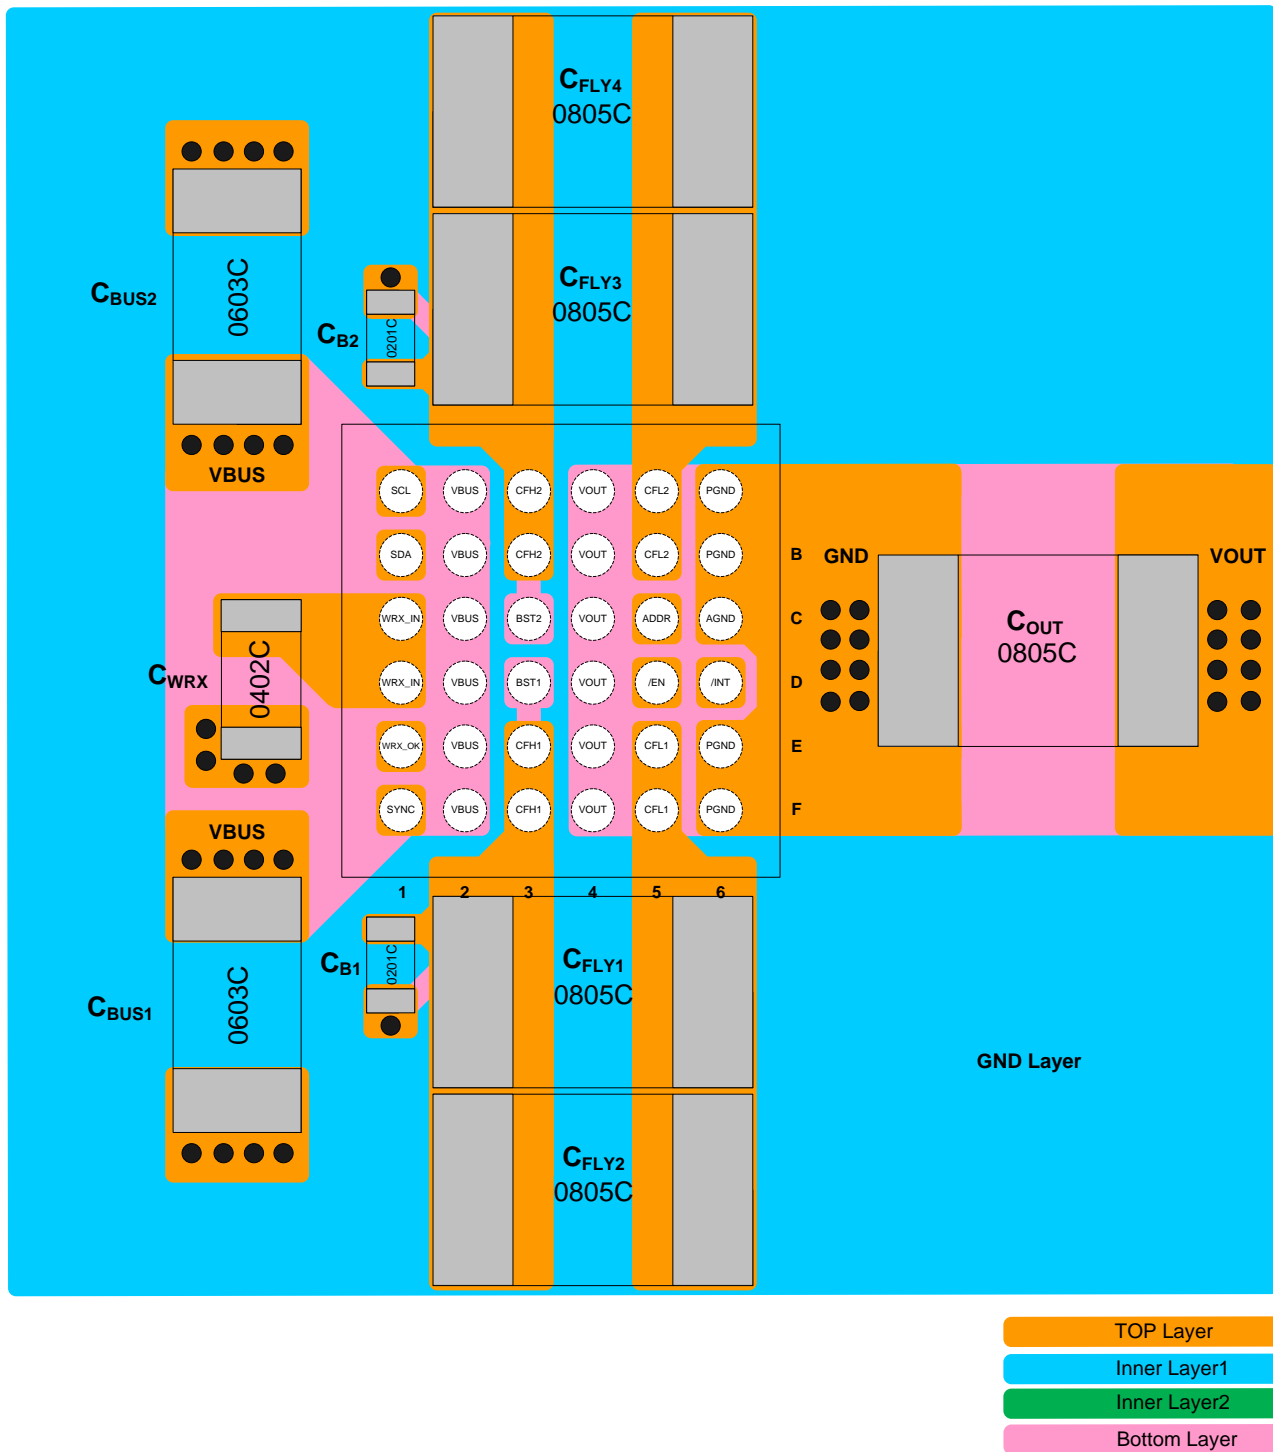 CFLY4
0805C
CFLY3
0805C
CBUS2
0603C
CB2
0201C
VBUS
SCL VBUS CFH2 VOUT CFL2 PGND
SDA VBUS CFH2 VOUT CFL2 PGND B GND VOUT
WRX_IN VBUS BST2 VOUT ADDR AGND C
COUT
0805C
CWRX
0402C
WRX_IN VBUS BST1 VOUT /EN /INT D
WRX_OK VBUS CFH1 VOUT CFL1 PGND E
SYNC VBUS CFH1 VOUT CFL1 PGND F
VBUS
1 2 3 4 5 6
CB1
0201C
CFLY1
0805C
CBUS1
0603C
GND Layer
CFLY2
0805C
TOP Layer
Inner Layer1
Inner Layer2
Bottom Layer